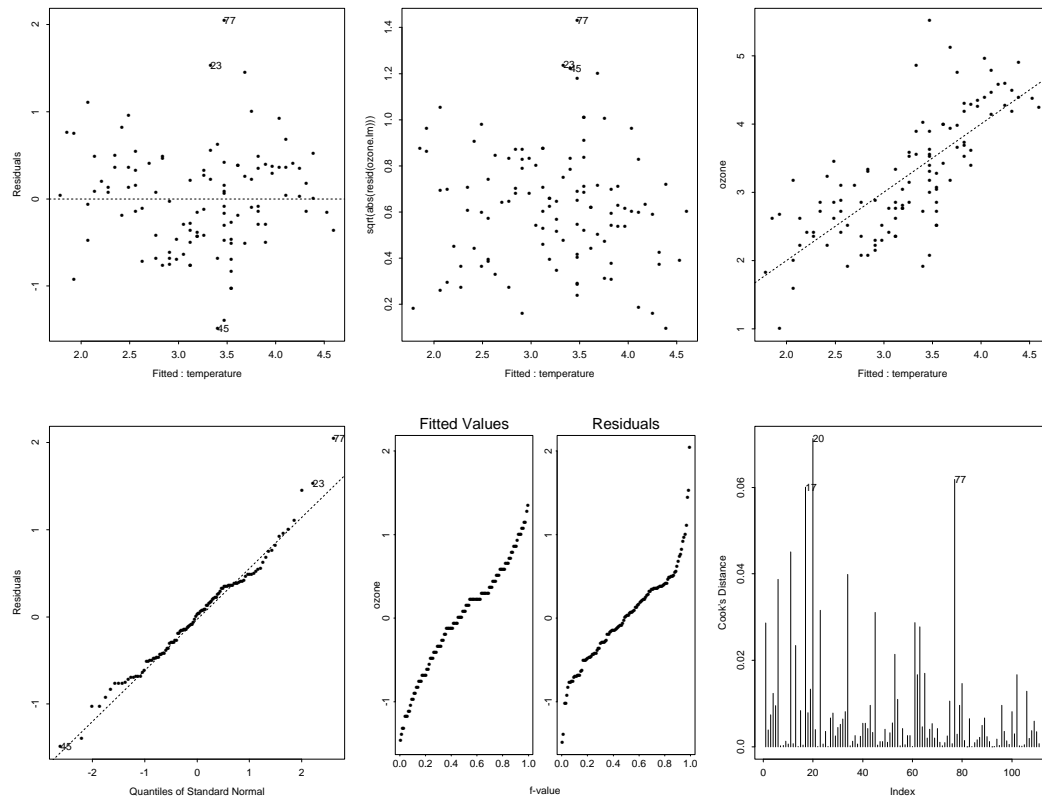 77
23
45
Residuals
-1
0
1
2
2.0 2.5 3.0 3.5 4.0 4.5
Fitted : temperature
77
23
45
sqrt(abs(resid(ozone.lm)))
0.2
0.4
0.6
0.8
1.0
1.2
1.4
2.0 2.5 3.0 3.5 4.0 4.5
Fitted : temperature
ozone
1
2
3
4
5
2.0 2.5 3.0 3.5 4.0 4.5
Fitted : temperature
77
23
45
Residuals
-1
0
1
2
-2 -1 0 1 2
Quantiles of Standard Normal
Fitted Values
Residuals
ozone
-1
0
1
2
0.0 0.2 0.4 0.6 0.8 1.0
-1
0
1
2
0.0 0.2 0.4 0.6 0.8 1.0
f-value
20
17
77
Cook's Distance
0.0
0.02
0.04
0.06
0 20 40 60 80 100
Index